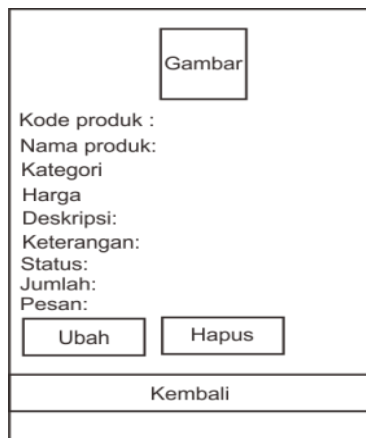 Gambar
Kode produk :
Nama produk:
Kategori
Harga
Deskripsi:
Keterangan:
Status:
Jumlah:
Pesan:
Ubah Hapus
Kembali